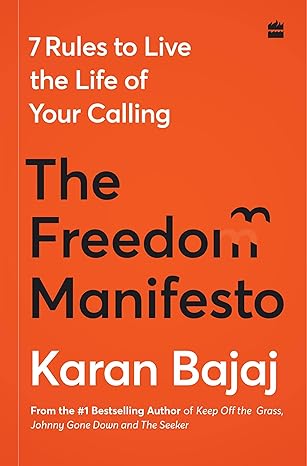 7 Rules to Live
the Life of
Your Calling
The
Freedom
Manifesto
Karan Bajaj
From the #1 Bestselling Author of Keep Off the Grass,
Johnny Gone Down and The Seeker